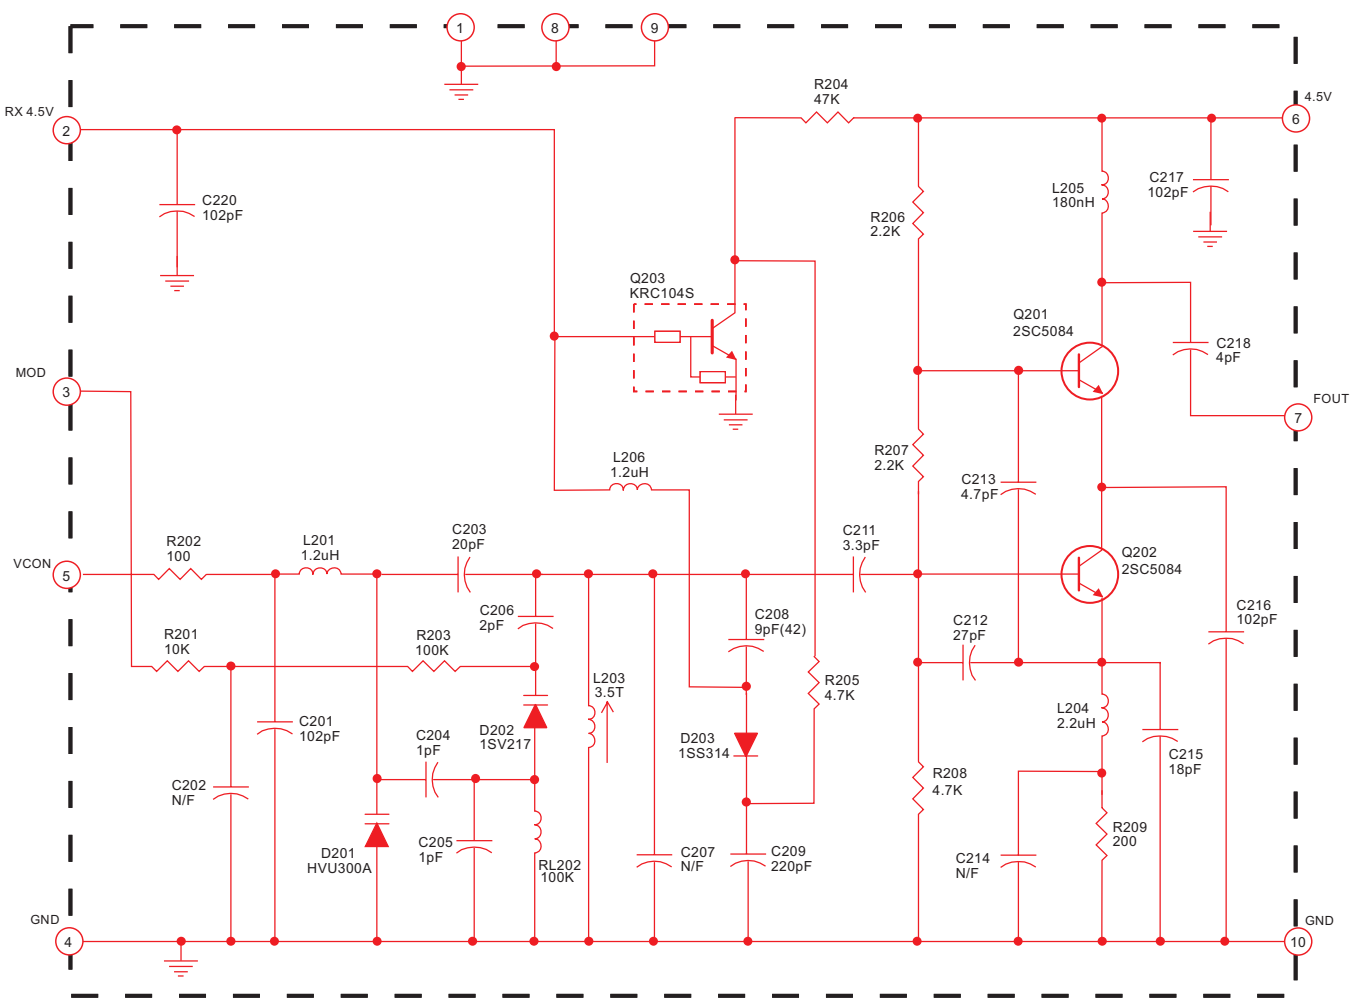 1
8
9
RX 4.5V
2
R204
47K
4.5V
6
C220
102pF
L205
180nH
C217
102pF
R206
2.2K
Q203
KRC104S
Q201
2SC5084
C218
4pF
MOD
3
FOUT
7
L206
1.2uH
R207
2.2K
C213
4.7pF
VCON
5
R202
100
L201
1.2uH
C203
20pF
C211
3.3pF
Q202
2SC5084
C206
2pF
C208
9pF(42)
C212
27pF
C216
102pF
R201
10K
R203
100K
L203
3.5T
R205
4.7K
C201
102pF
C204
1pF
D202
1SV217
D203
1SS314
L204
2.2uH
C215
18pF
C202
N/F
R208
4.7K
D201
HVU300A
C205
1pF
RL202
100K
C207
N/F
C209
220pF
C214
N/F
R209
200
GND
4
GND
10